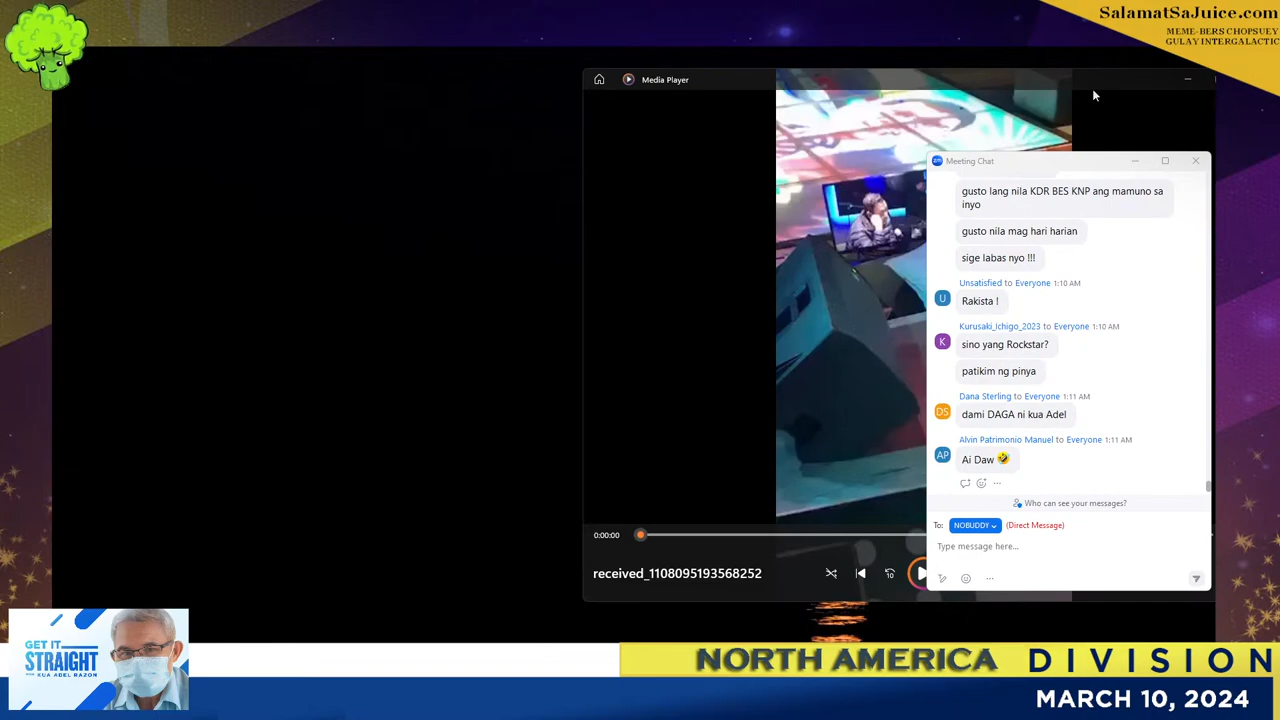 SalamatSaJuice.com
MEME-BERS CHOPSUEY
GULAY INTERGALACTIC
Media Player
Meeting Chat
gusto lang nila KDR BES KNP ang mamuno sa
inyo
gusto nila mag hari harian
sige labas nyo !!!
Unsatisfied to Everyone 1:10 AM
U
Rakista !
Kurusaki_Ichigo_2023 to Everyone 1:10 AM
K
sino yang Rockstar?
patikim ng pinya
Dana Sterling to Everyone 1:11 AM
DS
dami DAGA ni kua Adel
Alvin Patrimonio Manuel to Everyone 1:11 AM
AP
Ai Daw 🤣
Who can see your messages?
To: NOBUDDY (Direct Message)
Type message here...
0:00:00
received_1108095193568252
10
GET IT
STRAIGHT
WITH KUA ADEL RAZON
NORTH AMERICA DIVISION
MARCH 10, 2024